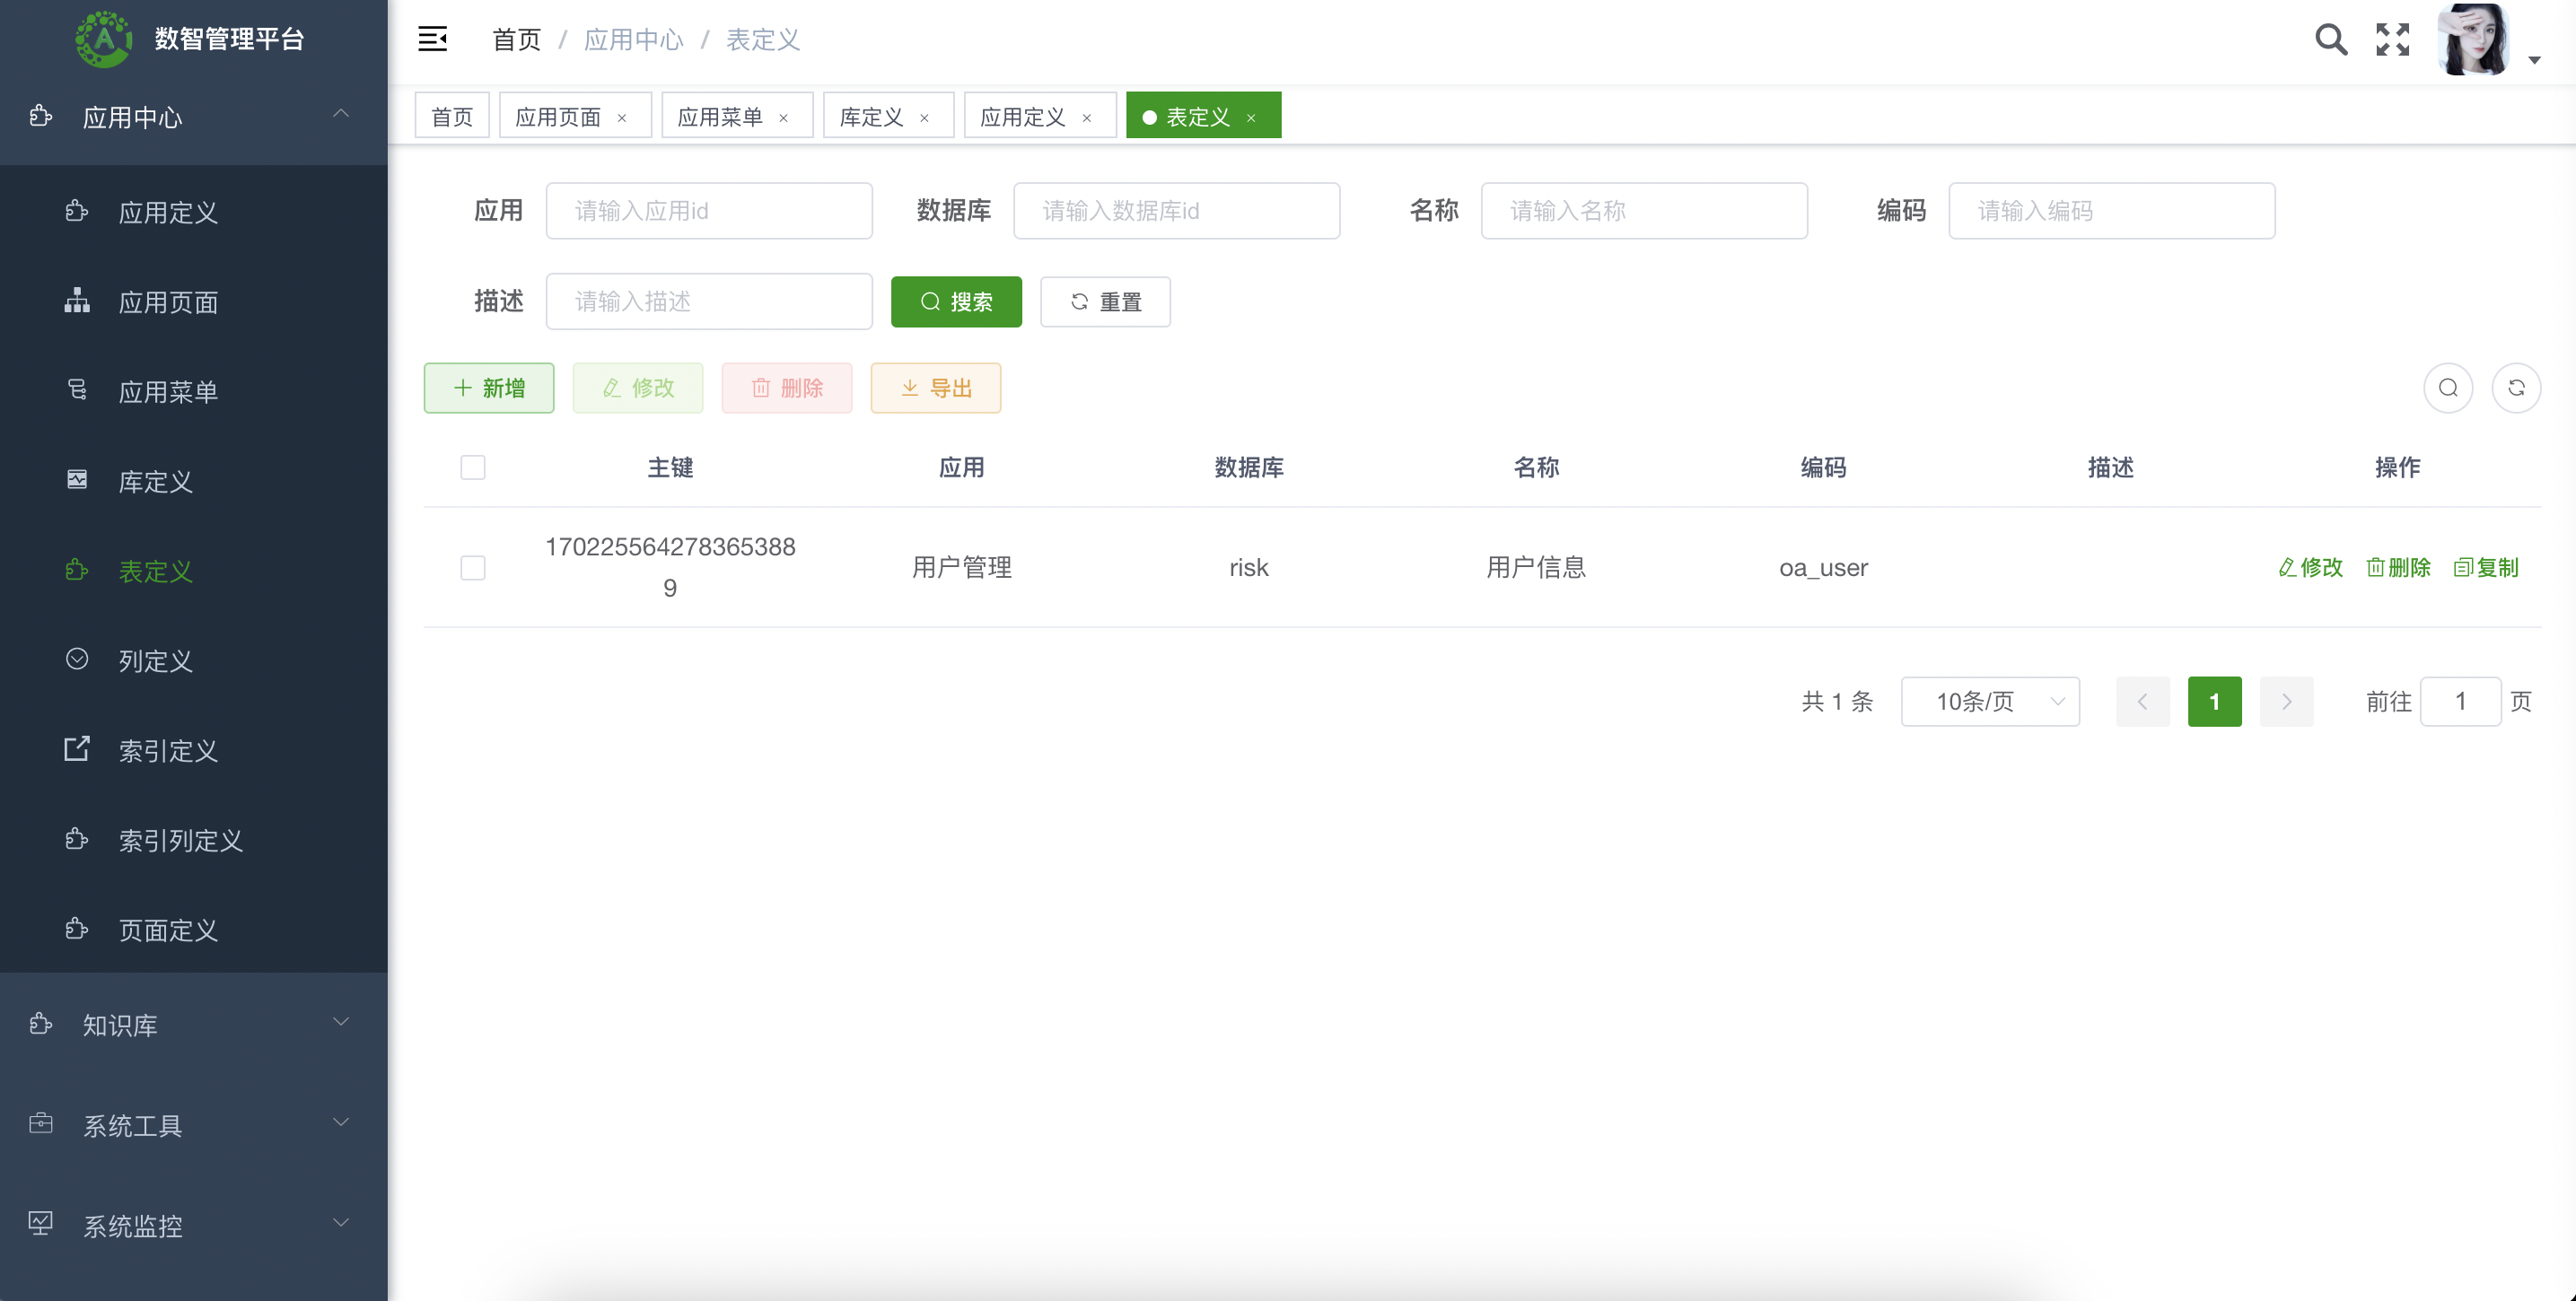 数智管理平台
应用中心
应用定义
应用页面
应用菜单
库定义
表定义
列定义
索引定义
索引列定义
页面定义
知识库
系统工具
系统监控
首页 / 应用中心 / 表定义
首页 应用页面 × 应用菜单 × 库定义 × 应用定义 × 表定义 ×
应用 请输入应用id 数据库 请输入数据库id 名称 请输入名称 编码 请输入编码
描述 请输入描述 搜索 重置
新增 修改 删除 导出
主键 应用 数据库 名称 编码 描述 操作
170225564278365388
9
用户管理 risk 用户信息 oa_user 修改 删除 复制
共 1 条 10条/页 1 前往 1 页